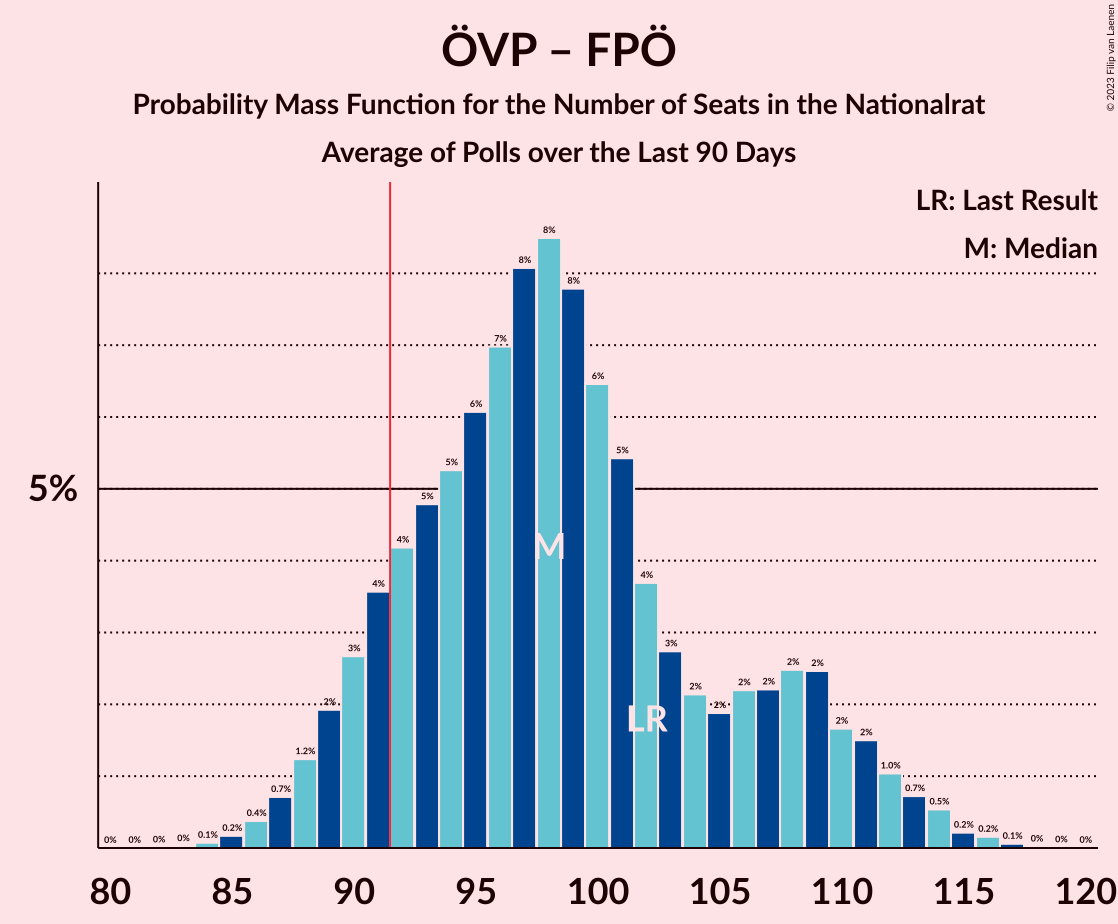 ÖVP – FPÖ
Probability Mass Function for the Number of Seats in the Nationalrat
Average of Polls over the Last 90 Days
© 2023 Filip van Laenen
LR: Last Result
M: Median
5%
0% 0% 0% 0% 0.1% 0.2% 0.4% 0.7% 1.2% 2% 3% 4% 4% 5% 5% 6% 7% 8% 8% 8% 6% 5% 4% 3% 2% 2% 2% 2% 2% 2% 2% 2% 1.0% 0.7% 0.5% 0.2% 0.2% 0.1% 0% 0% 0%
M
LR
80 85 90 95 100 105 110 115 120